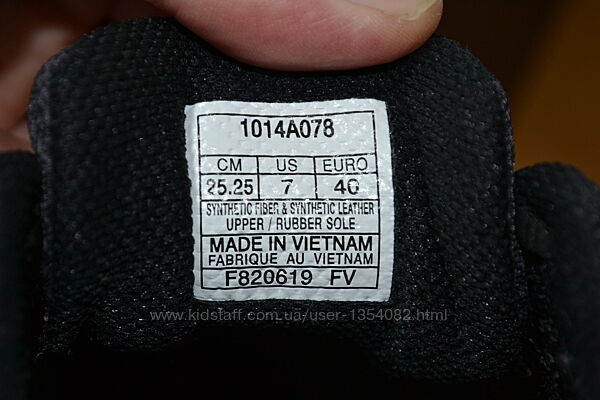 1014A078
CM US EURO
25.25 7 40
SYNTHETIC FIBER & SYNTHETIC LEATHER
UPPER / RUBBER SOLE
MADE IN VIETNAM
FABRIQUE AU VIETNAM
F820619 FV
www.kidstaff.com.ua/user-1354082.html